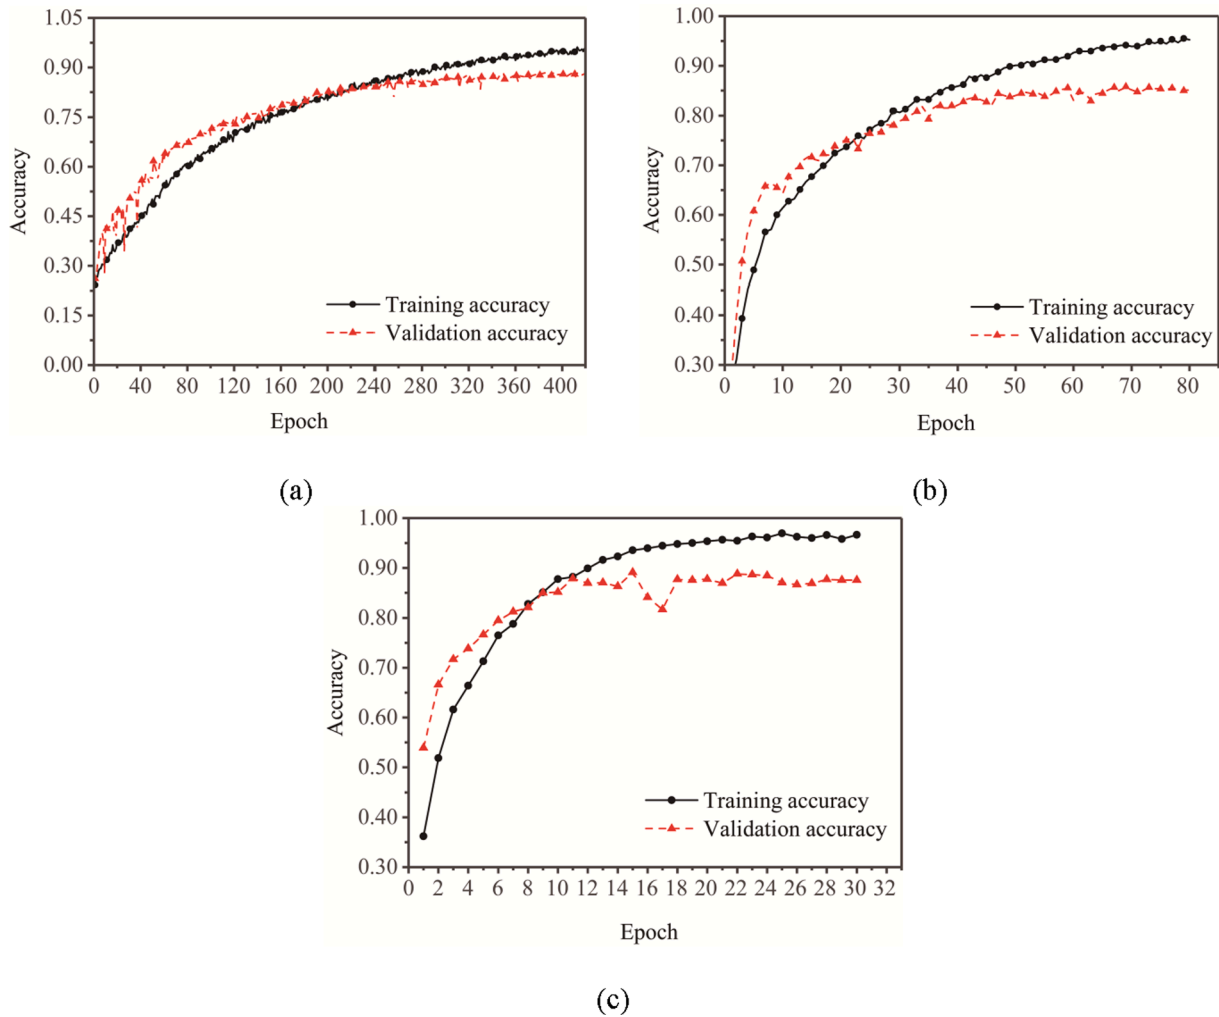 1.05
0.90
0.75
0.60
0.45
0.30
0.15
0.00
Accuracy
0 40 80 120 160 200 240 280 320 360 400
Epoch
Training accuracy
Validation accuracy
(a)
1.00
0.90
0.80
0.70
0.60
0.50
0.40
0.30
Accuracy
0 10 20 30 40 50 60 70 80
Epoch
Training accuracy
Validation accuracy
(b)
1.00
0.90
0.80
0.70
0.60
0.50
0.40
0.30
Accuracy
0 2 4 6 8 10 12 14 16 18 20 22 24 26 28 30 32
Epoch
Training accuracy
Validation accuracy
(c)